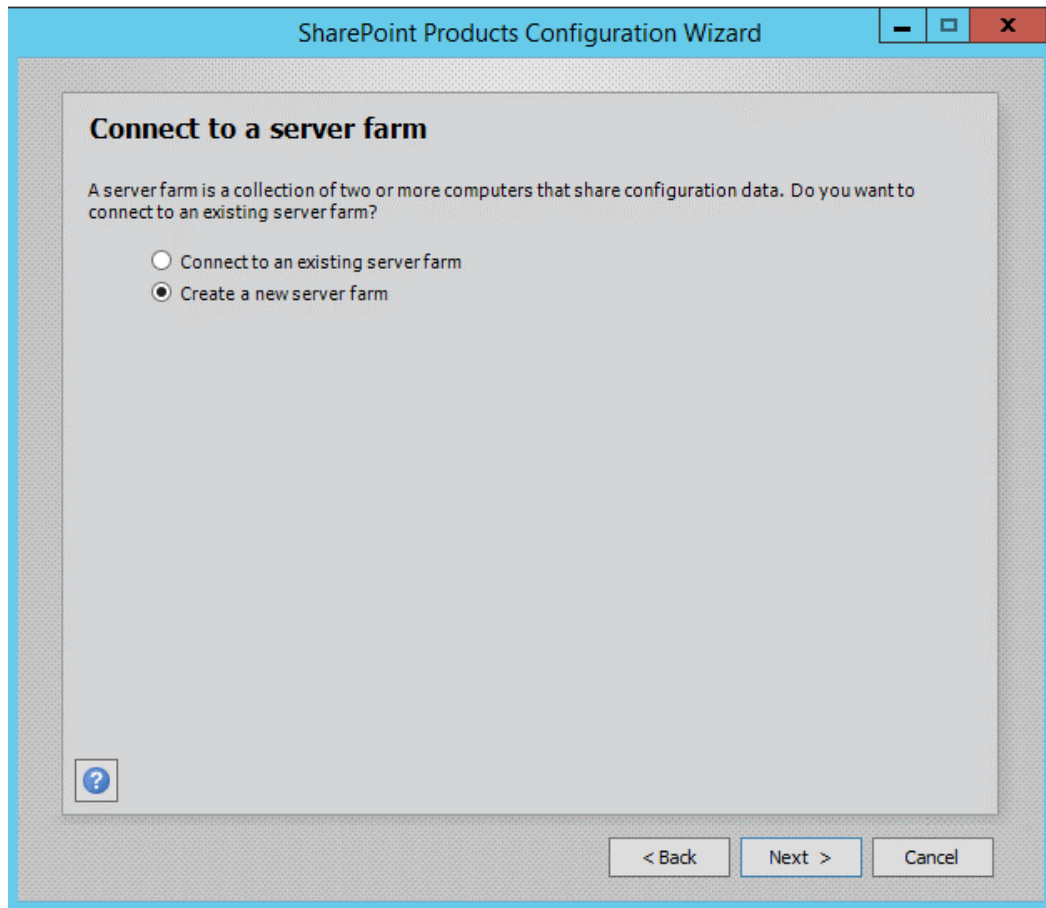 SharePoint Products Configuration Wizard
Connect to a server farm
A server farm is a collection of two or more computers that share configuration data. Do you want to
connect to an existing server farm?
Connect to an existing server farm
Create a new server farm
< Back
Next >
Cancel